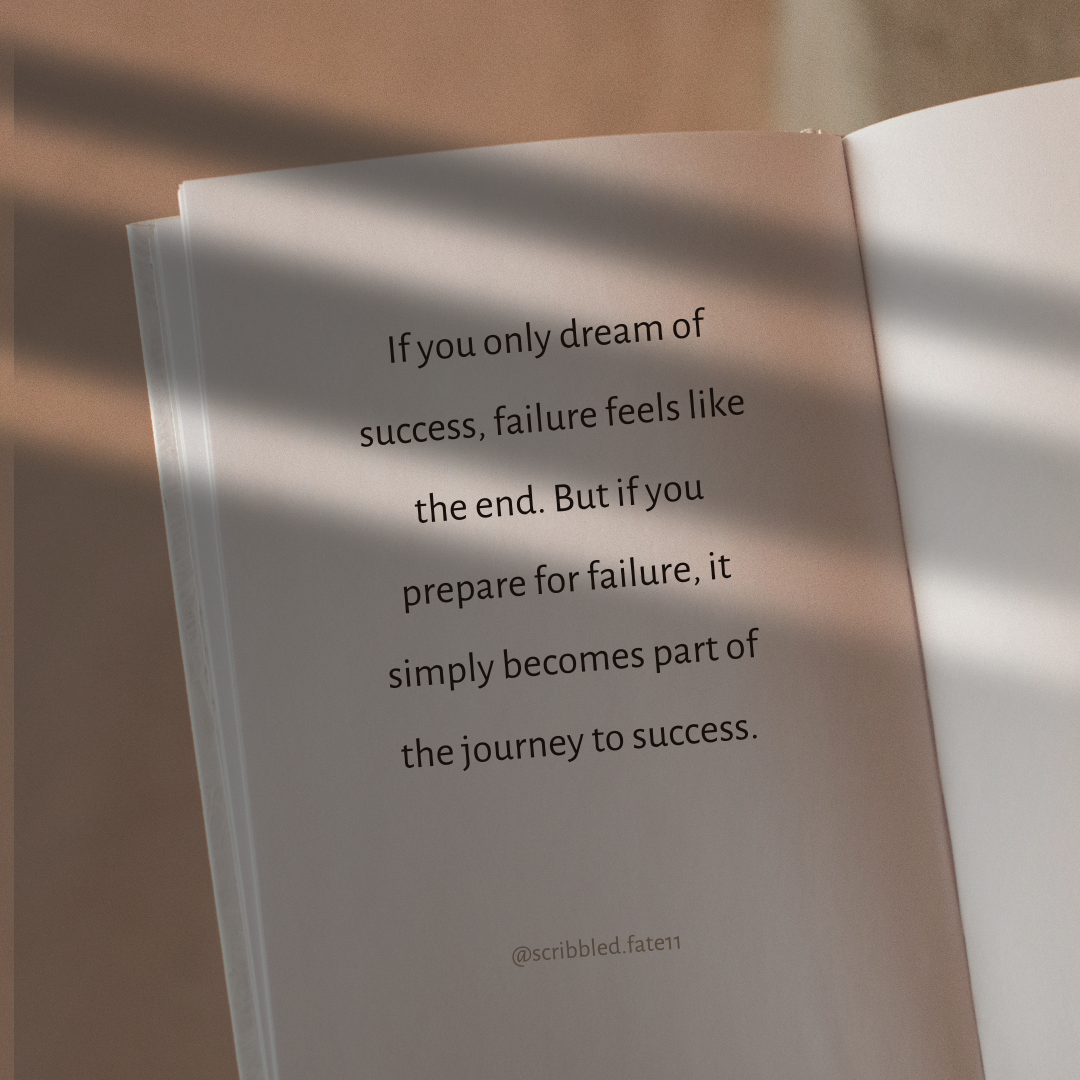 If you only dream of
success, failure feels like
the end. But if you
prepare for failure, it
simply becomes part of
the journey to success.
@scribbled.fate11